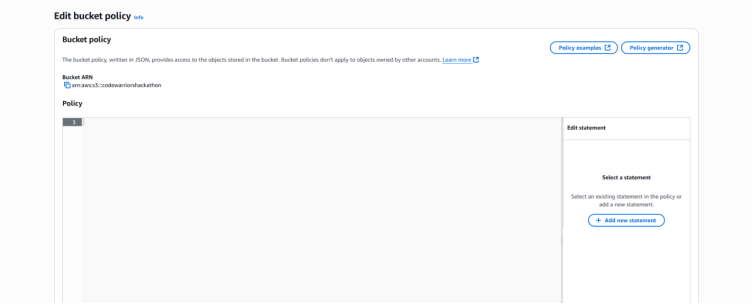 Edit bucket policy Info
Bucket policy
Policy examples
Policy generator
The bucket policy, written in JSON, provides access to the objects stored in the bucket. Bucket policies don't apply to objects owned by other accounts. Learn more
Bucket ARN
arn:aws:s3:::codewarriorshackathon
Policy
1
Edit statement
Select a statement
Select an existing statement in the policy or
add a new statement.
+ Add new statement